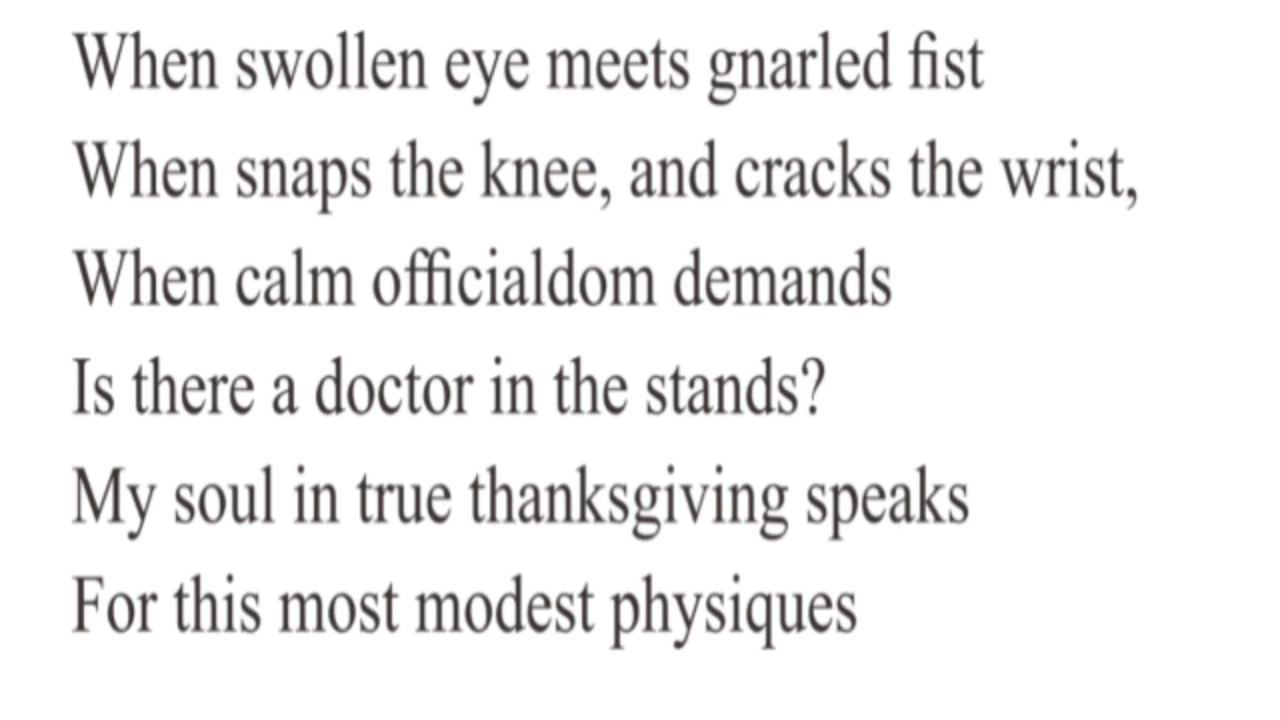 When swollen eye meets gnarled fist
When snaps the knee, and cracks the wrist,
When calm officialdom demands
Is there a doctor in the stands?
My soul in true thanksgiving speaks
For this most modest physiques